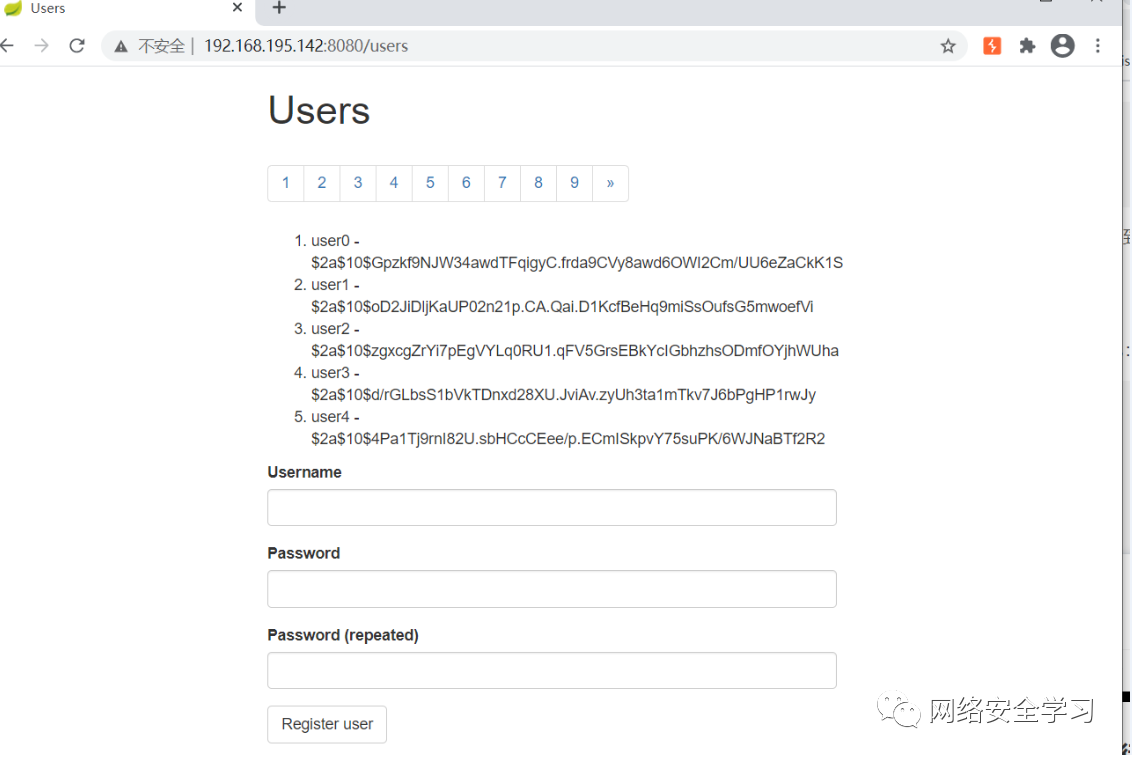 Users
不安全 | 192.168.195.142:8080/users
Users
1 2 3 4 5 6 7 8 9 »
1. user0 -
$2a$10$Gpzkf9NJW34awdTFqigyC.frda9CVy8awd6OWI2Cm/UU6eZaCkK1S
2. user1 -
$2a$10$oD2JiDljKaUP02n21p.CA.Qai.D1KcfBeHq9miSsOufsG5mwoefVi
3. user2 -
$2a$10$zgxcgZrYi7pEgVYLq0RU1.qFV5GrsEBkYcIGbhzhsODmfOYjhWUha
4. user3 -
$2a$10$d/rGLbsS1bVkTDnxd28XU.JviAv.zyUh3ta1mTkv7J6bPgHP1rwJy
5. user4 -
$2a$10$4Pa1Tj9rnI82U.sbHCcCEee/p.ECmISkpvY75suPK/6WJNaBTf2R2
Username
Password
Password (repeated)
Register user
网络安全学习